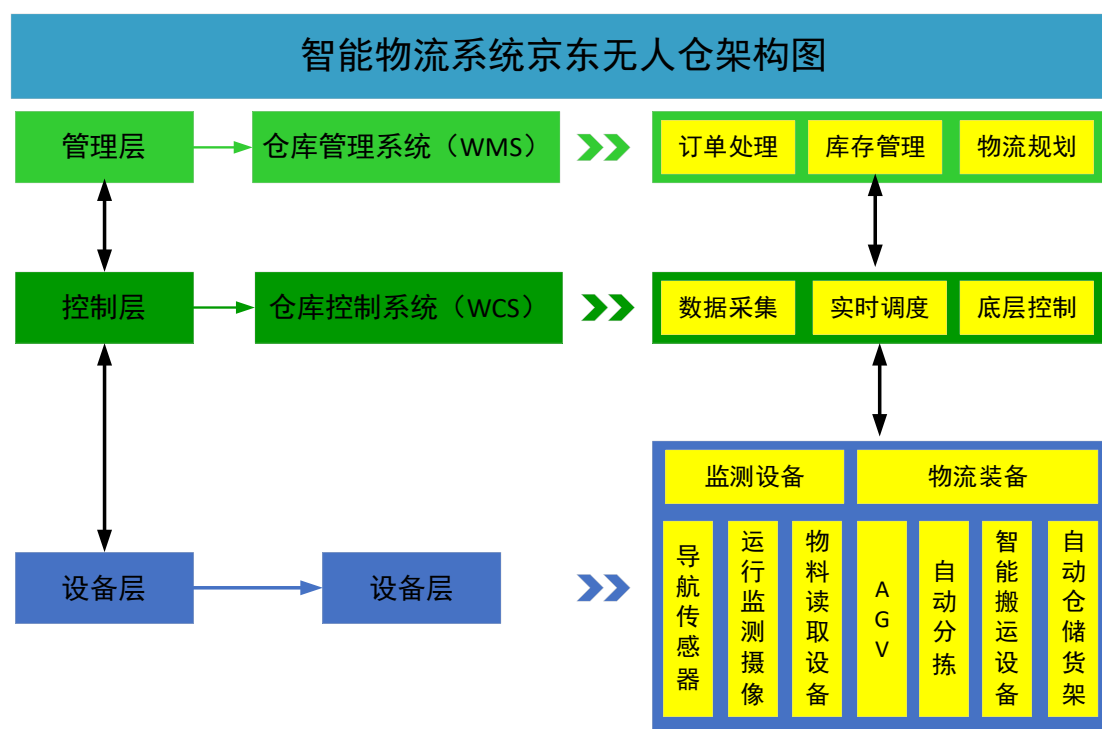 智能物流系统京东无人仓架构图
管理层
仓库管理系统（WMS）
订单处理
库存管理
物流规划
控制层
仓库控制系统（WCS）
数据采集
实时调度
底层控制
监测设备
物流装备
设备层
设备层
导航传感器
运行监测摄像
物料读取设备
AGV
自动分拣
智能搬运设备
自动仓储货架